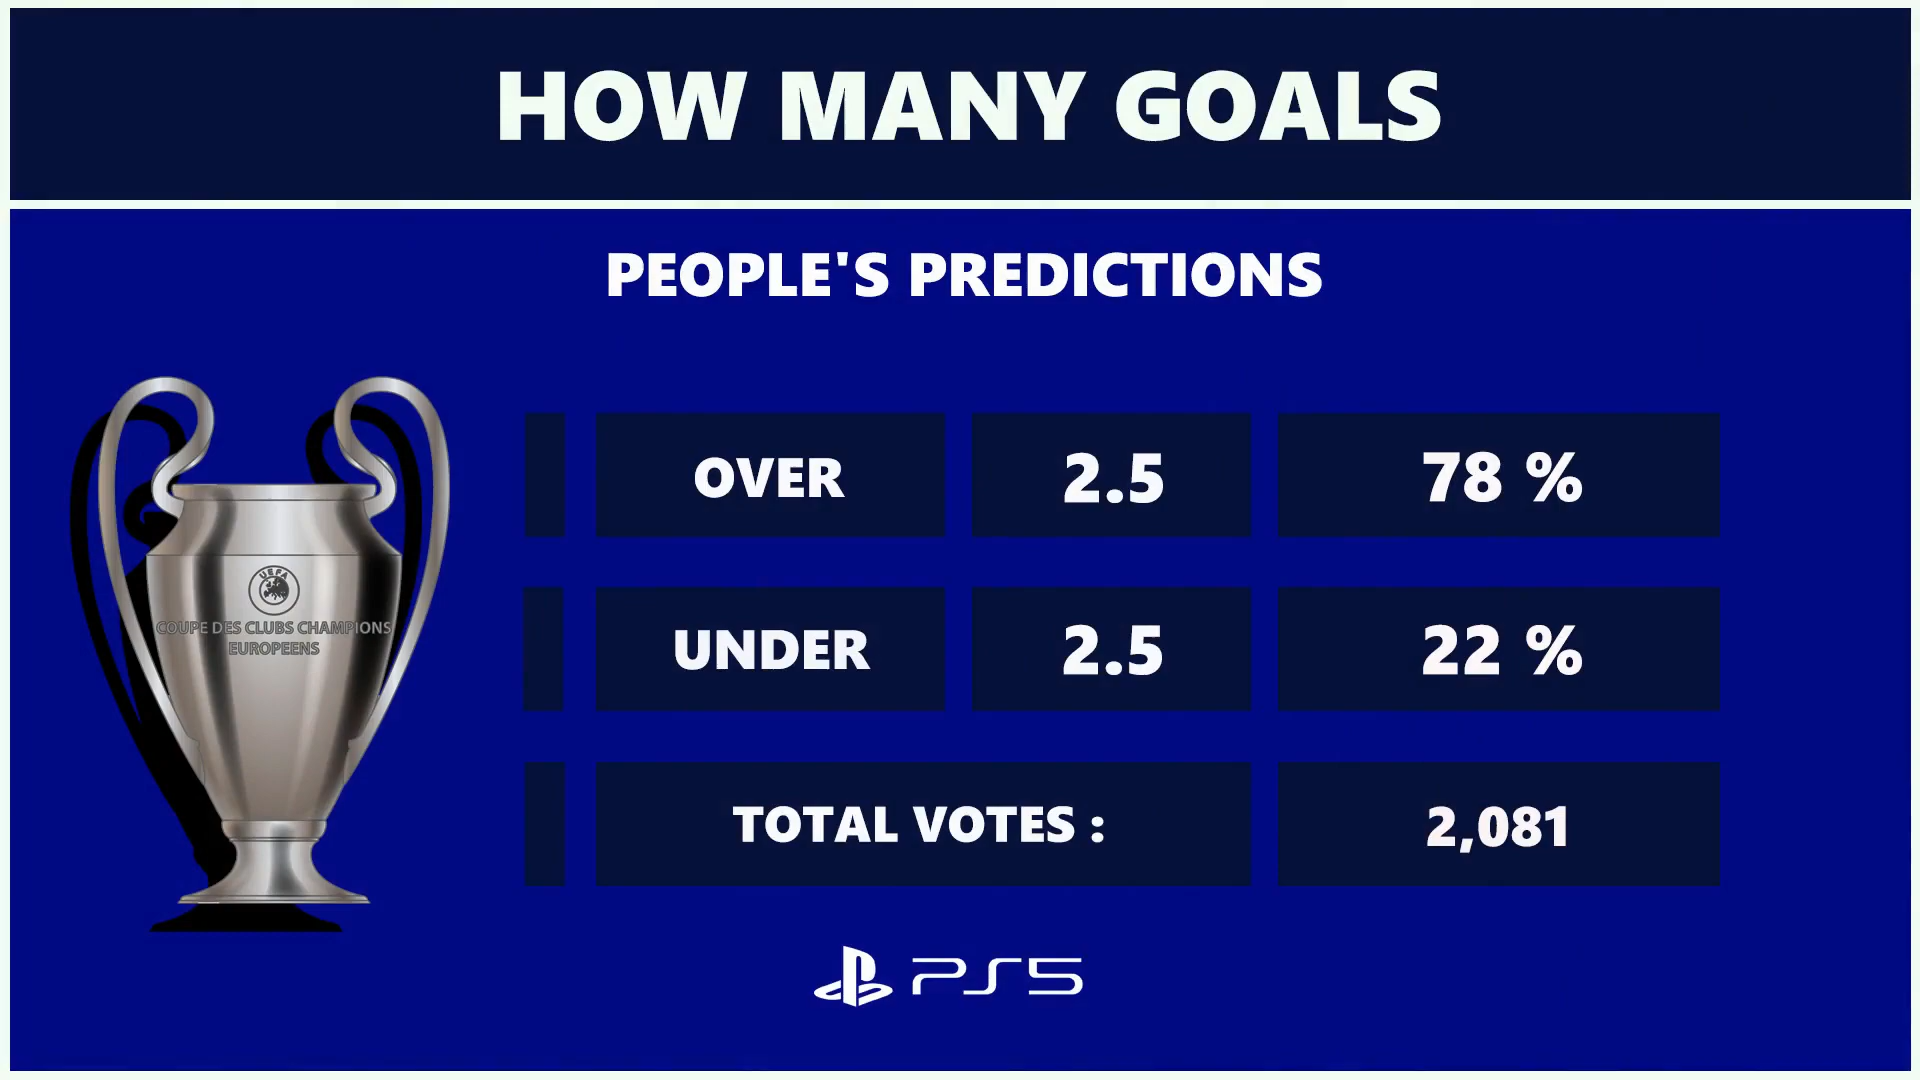 HOW MANY GOALS
PEOPLE'S PREDICTIONS
OVER 2.5 78 %
UNDER 2.5 22 %
TOTAL VOTES : 2,081
UEFA
COUPE DES CLUBS CHAMPIONS
EUROPEENS
PS5